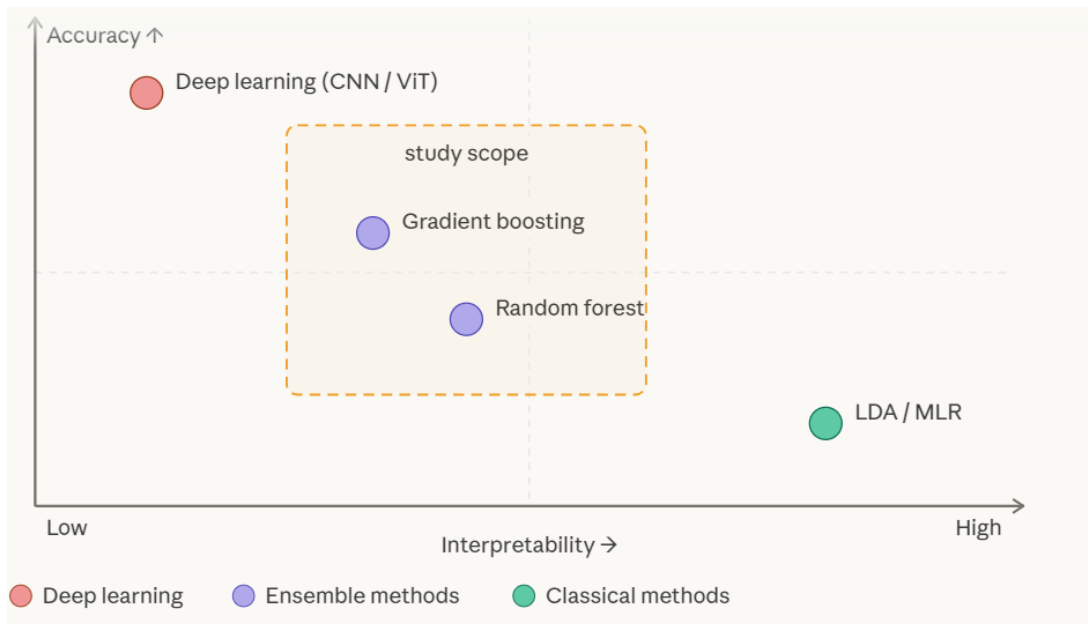 Accuracy ↑
Deep learning (CNN / ViT)
study scope
Gradient boosting
Random forest
LDA / MLR
Low
High
Interpretability →
Deep learning
Ensemble methods
Classical methods